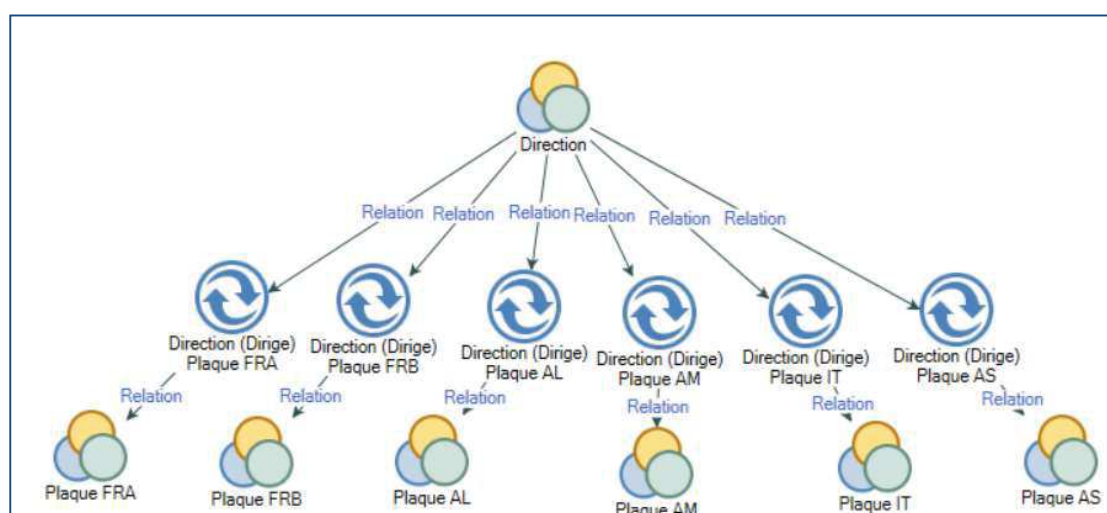 Direction
Relation Relation Relation Relation Relation Relation
Direction (Dirige)
Plaque FRA
Direction (Dirige)
Plaque FRB
Direction (Dirige)
Plaque AL
Direction (Dirige)
Plaque AM
Direction (Dirige)
Plaque IT
Direction (Dirige)
Plaque AS
Relation Relation Relation Relation Relation Relation
Plaque FRA
Plaque FRB
Plaque AL
Plaque AM
Plaque IT
Plaque AS